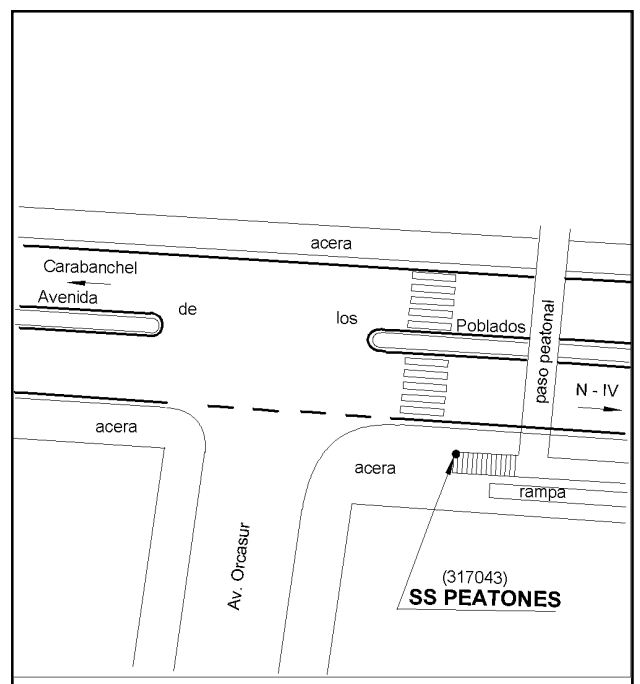 acera
Carabanchel
Avenida
de
los
Poblados
paso peatonal
N - IV
acera
acera
rampa
Av. Orcasur
(317043)
SS PEATONES